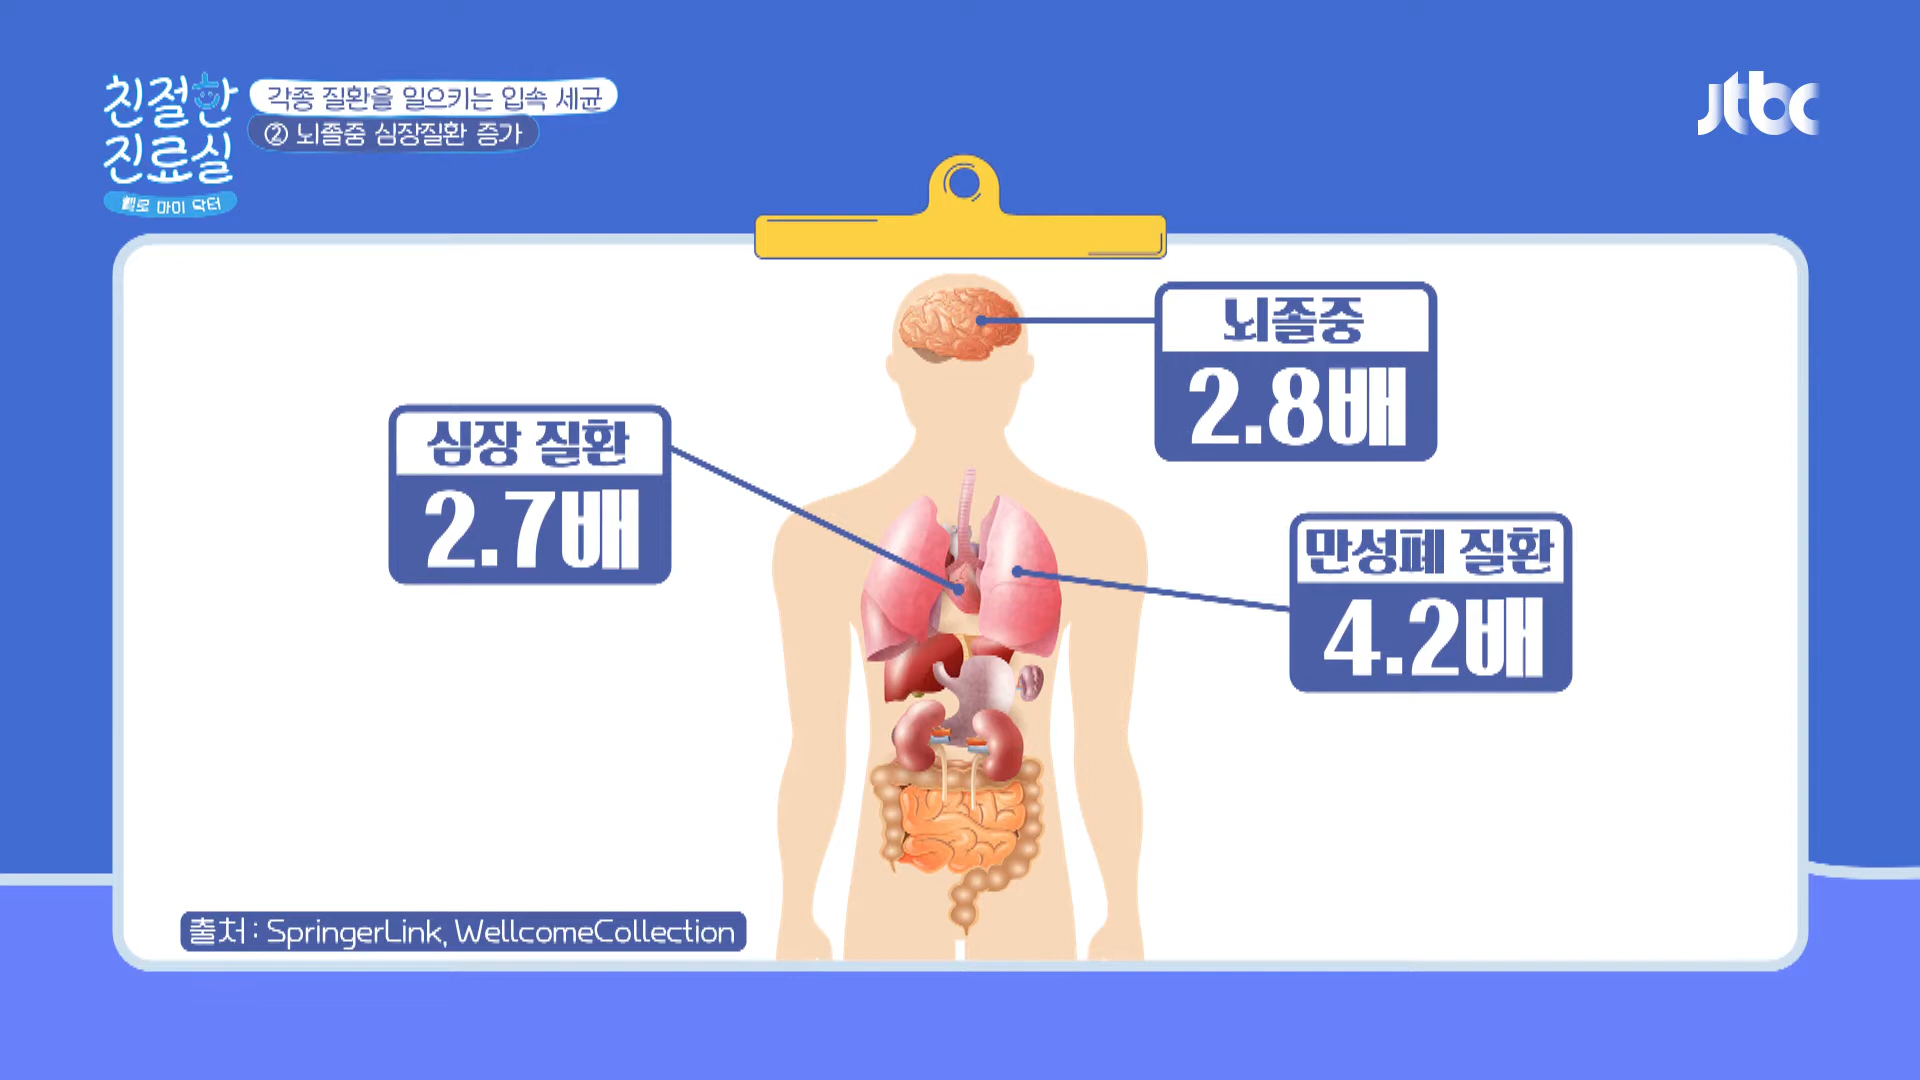 친절한
진료실
헬로 마이 닥터
각종 질환을 일으키는 입속 세균
② 뇌졸중 심장질환 증가
jtbc
뇌졸중
2.8배
심장 질환
2.7배
만성폐 질환
4.2배
출처 : SpringerLink, WellcomeCollection